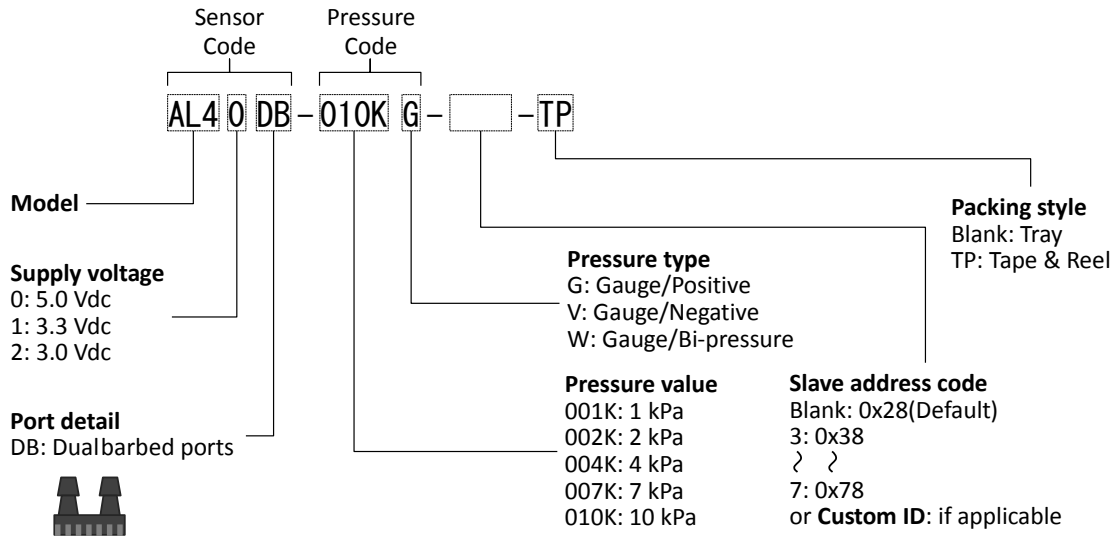 Sensor Code
Pressure Code
AL4 0 DB - 010K G - - TP
Model
Supply voltage
0: 5.0 Vdc
1: 3.3 Vdc
2: 3.0 Vdc
Port detail
DB: Dualbarbed ports
Pressure type
G: Gauge/Positive
V: Gauge/Negative
W: Gauge/Bi-pressure
Pressure value
001K: 1 kPa
002K: 2 kPa
004K: 4 kPa
007K: 7 kPa
010K: 10 kPa
Slave address code
Blank: 0x28(Default)
3: 0x38
~ ~
7: 0x78
or Custom ID: if applicable
Packing style
Blank: Tray
TP: Tape & Reel